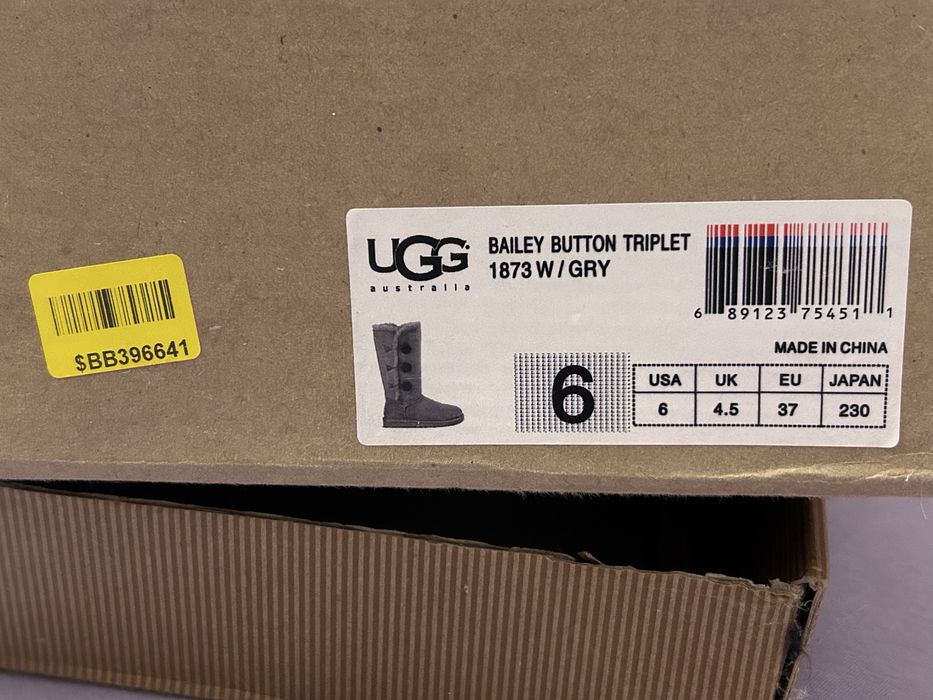 $BB396641
UGG
australia
BAILEY BUTTON TRIPLET
1873 W / GRY
6 89123 75451 1
MADE IN CHINA
6
USA UK EU JAPAN
6 4.5 37 230